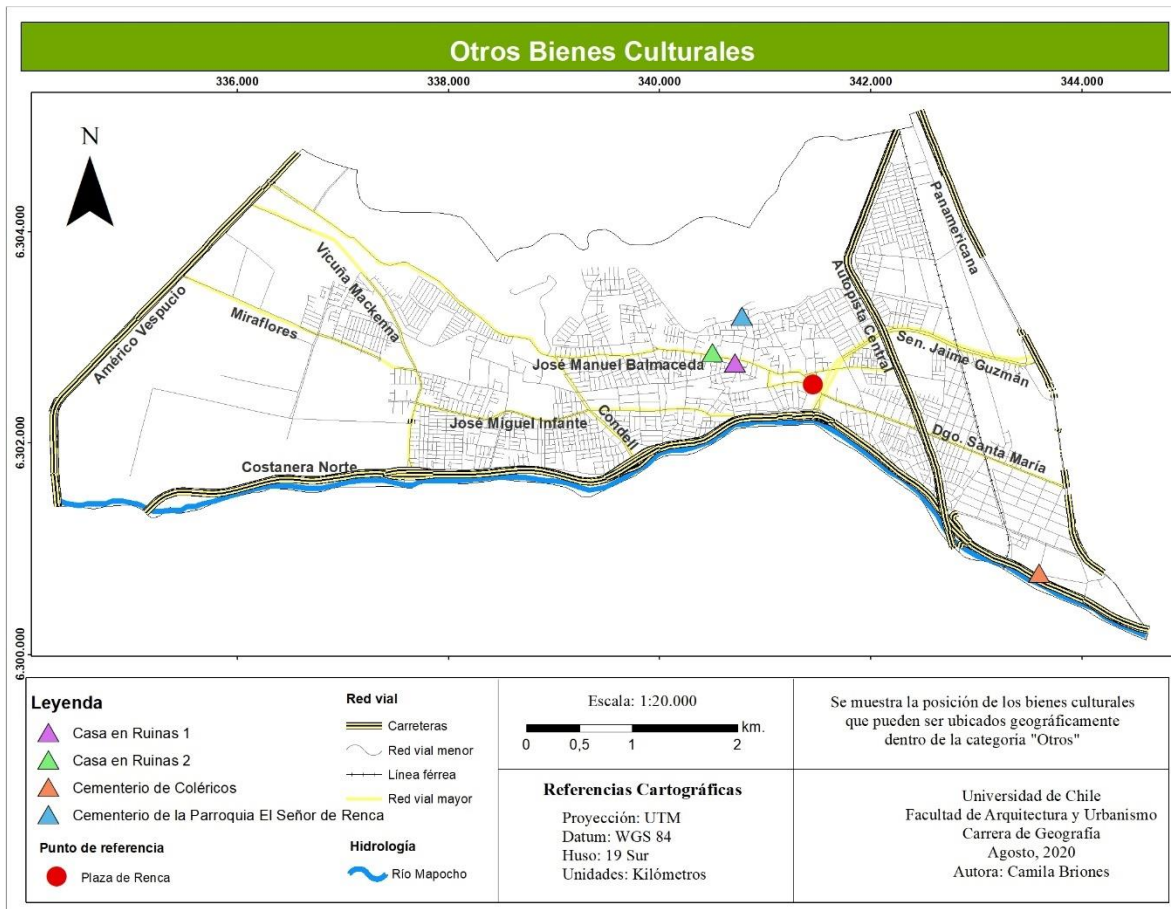 Otros Bienes Culturales
336.000
338.000
340.000
342.000
344.000
N
6.304.000
6.302.000
6.300.000
Américo Vespucio
Miraflores
Vicuña Mackenna
José Manuel Balmaceda
José Miguel Infante
Condell
Costanera Norte
Autopista Central
Panamericana
Sen. Jaime Guzmán
Dgo. Santa María
Leyenda
Casa en Ruinas 1
Casa en Ruinas 2
Cementerio de Coléricos
Cementerio de la Parroquia El Señor de Renca
Punto de referencia
Plaza de Renca
Red vial
Carreteras
Red vial menor
Línea férrea
Red vial mayor
Hidrología
Río Mapocho
Escala: 1:20.000
km.
0 0,5 1 2
Referencias Cartográficas
Proyección: UTM
Datum: WGS 84
Huso: 19 Sur
Unidades: Kilómetros
Se muestra la posición de los bienes culturales
que pueden ser ubicados geográficamente
dentro de la categoría "Otros"
Universidad de Chile
Facultad de Arquitectura y Urbanismo
Carrera de Geografía
Agosto, 2020
Autora: Camila Briones